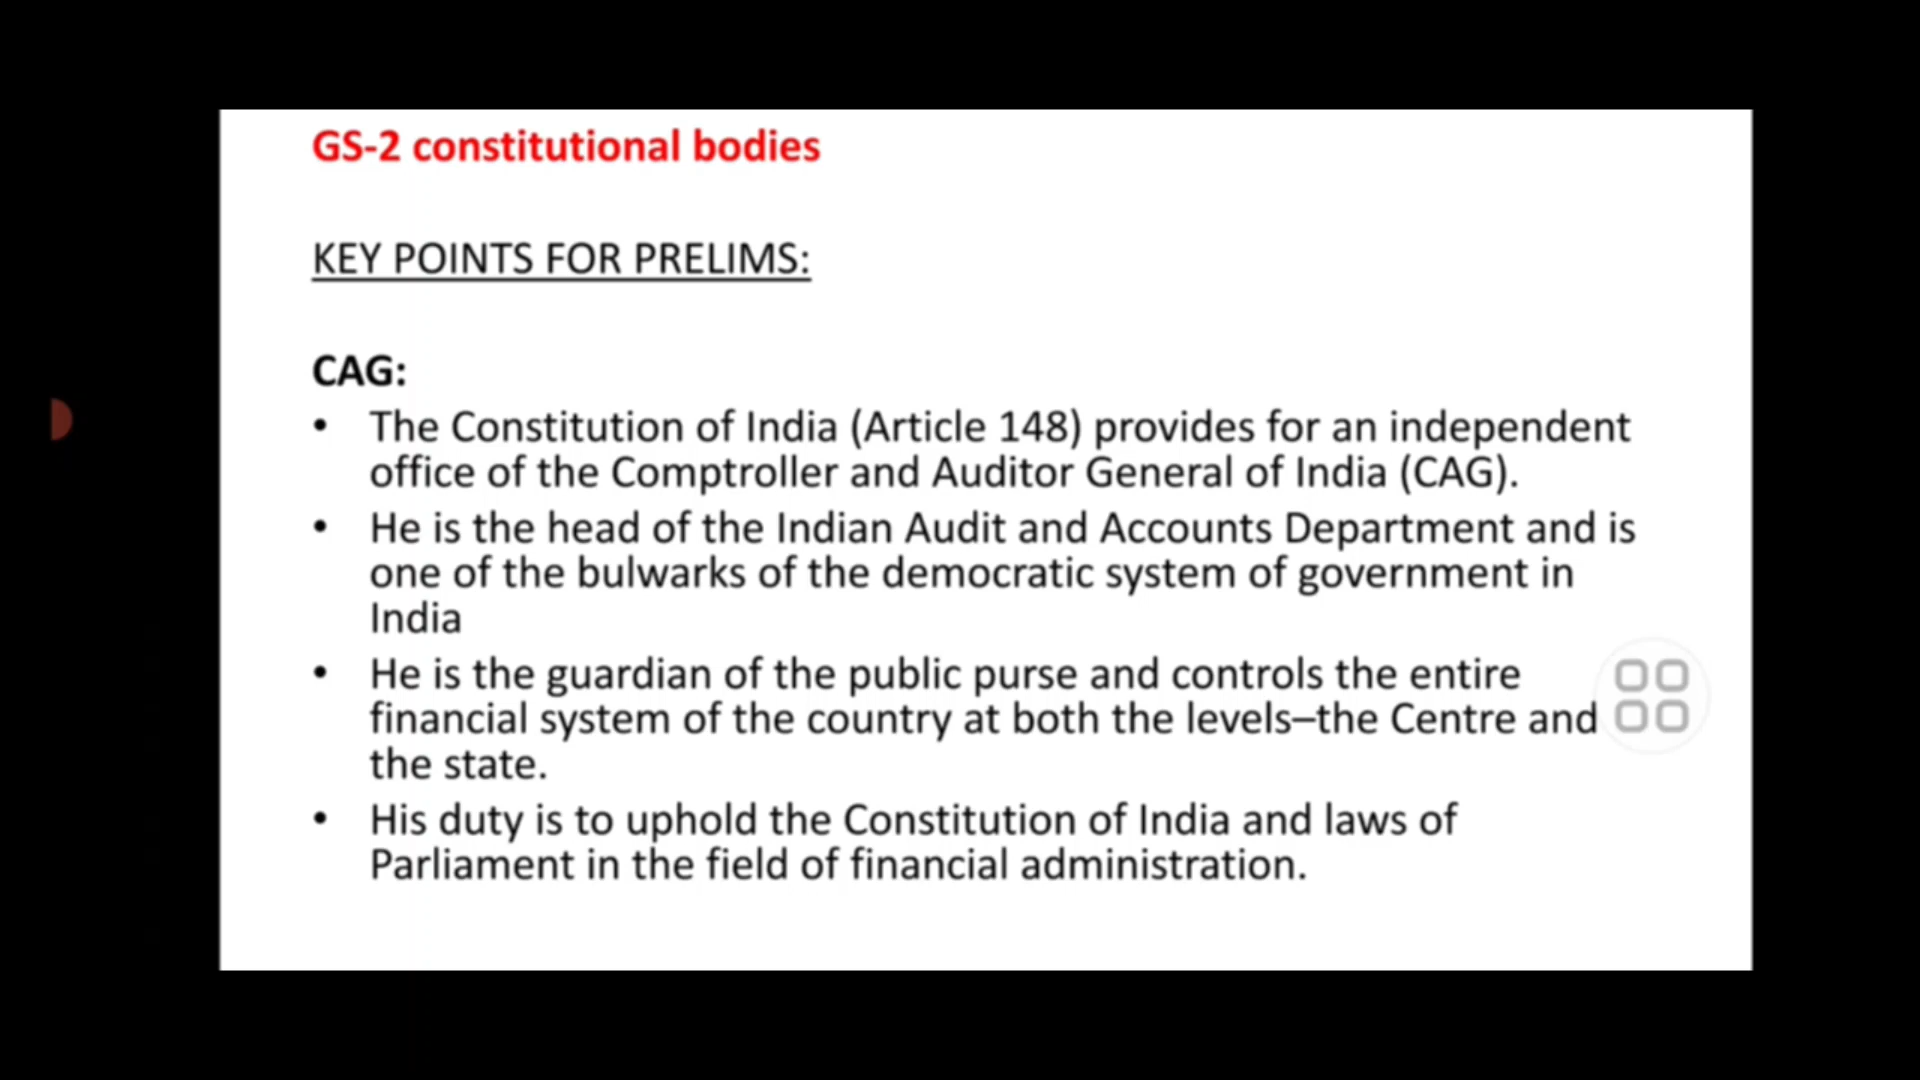 GS-2 constitutional bodies
KEY POINTS FOR PRELIMS:
CAG:
• The Constitution of India (Article 148) provides for an independent
office of the Comptroller and Auditor General of India (CAG).
• He is the head of the Indian Audit and Accounts Department and is
one of the bulwarks of the democratic system of government in
India
• He is the guardian of the public purse and controls the entire
financial system of the country at both the levels–the Centre and
the state.
• His duty is to uphold the Constitution of India and laws of
Parliament in the field of financial administration.